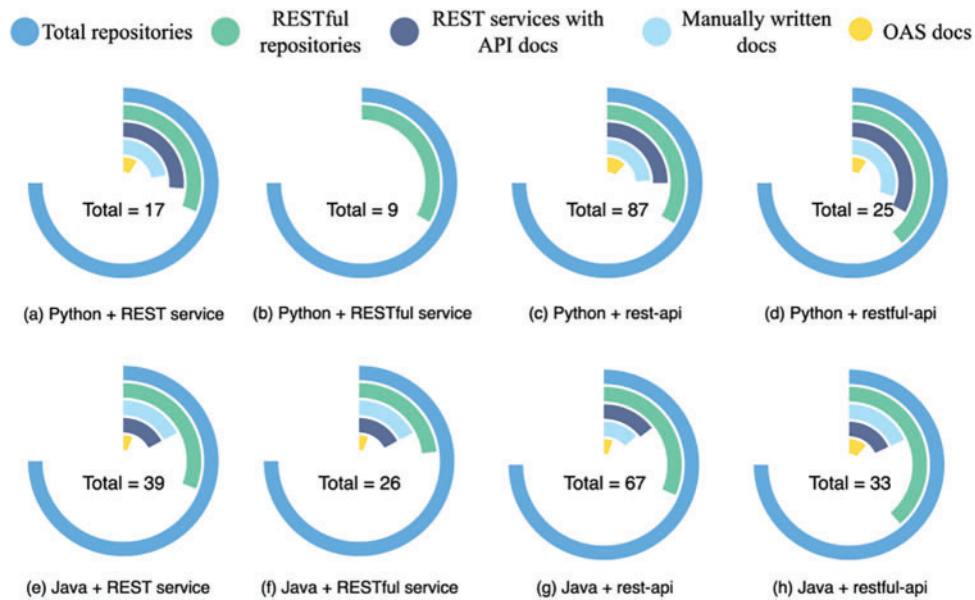 Total repositories
RESTful
repositories
REST services with
API docs
Manually written
docs
OAS docs
Total = 17
Total = 9
Total = 87
Total = 25
(a) Python + REST service
(b) Python + RESTful service
(c) Python + rest-api
(d) Python + restful-api
Total = 39
Total = 26
Total = 67
Total = 33
(e) Java + REST service
(f) Java + RESTful service
(g) Java + rest-api
(h) Java + restful-api